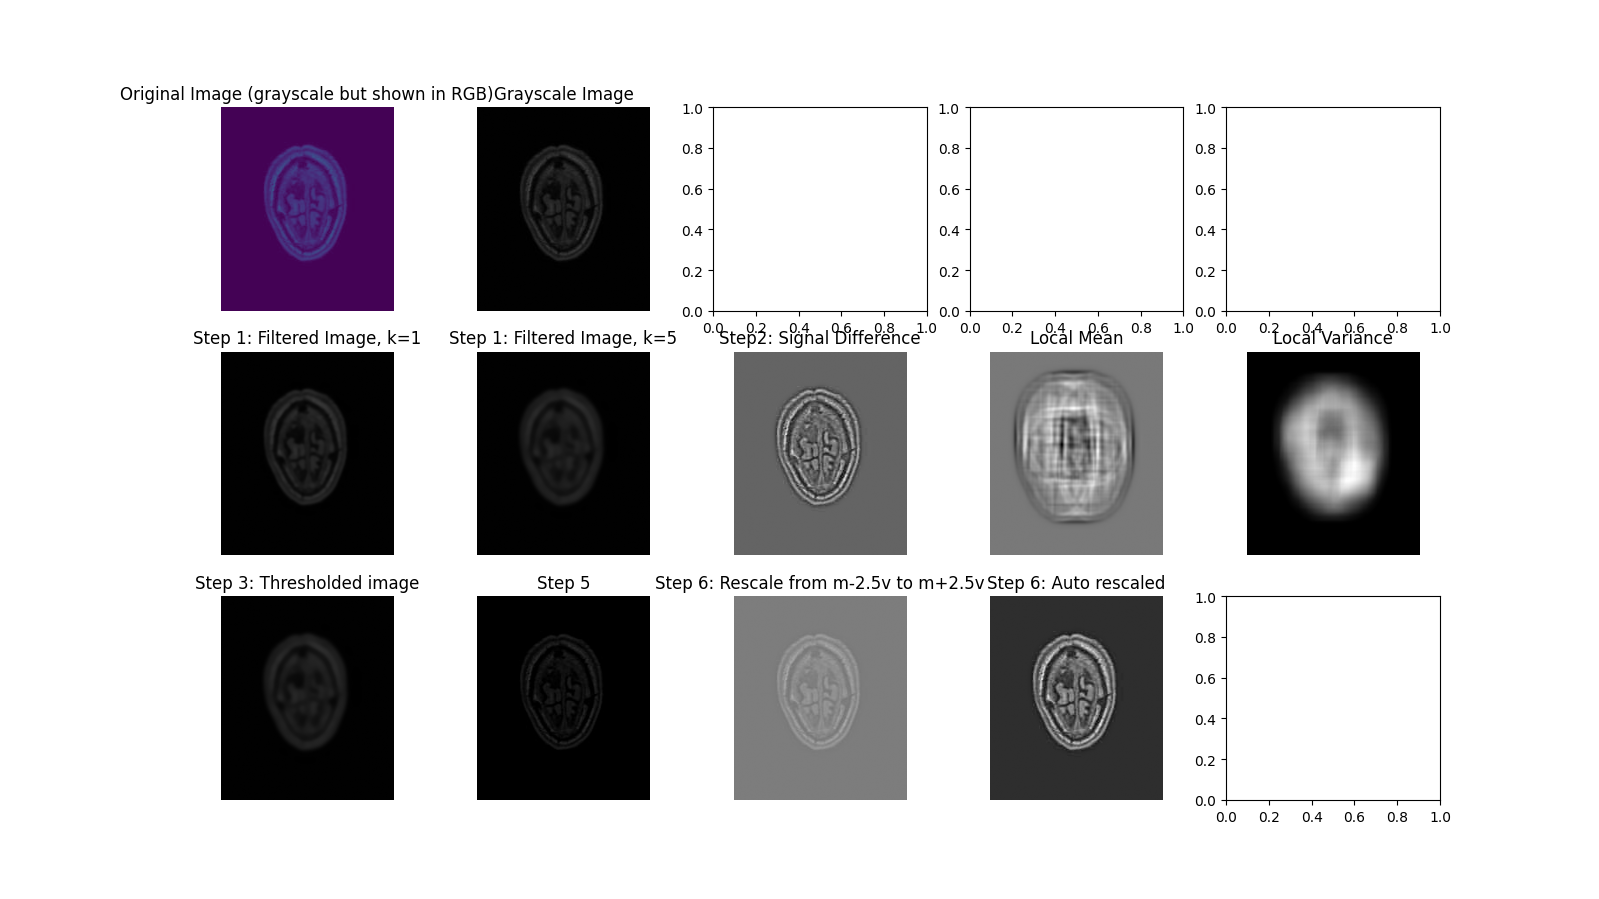 Original Image (grayscale but shown in RGB)
Grayscale Image
1.0
0.8
0.6
0.4
0.2
0.0
0.0 0.2 0.4 0.6 0.8 1.0
1.0
0.8
0.6
0.4
0.2
0.0
0.0 0.2 0.4 0.6 0.8 1.0
1.0
0.8
0.6
0.4
0.2
0.0
0.0 0.2 0.4 0.6 0.8 1.0
Step 1: Filtered Image, k=1
Step 1: Filtered Image, k=5
Step2: Signal Difference
Local Mean
Local Variance
Step 3: Thresholded image
Step 5
Step 6: Rescale from m-2.5v to m+2.5v
Step 6: Auto rescaled
1.0
0.8
0.6
0.4
0.2
0.0
0.0 0.2 0.4 0.6 0.8 1.0